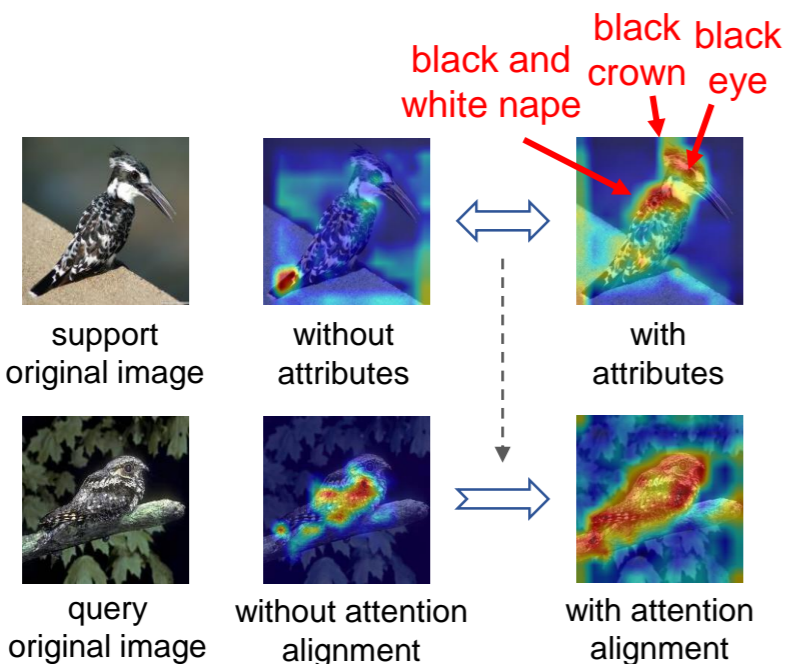 black and
white nape
black
crown
black
eye
support
original image
without
attributes
with
attributes
query
original image
without attention
alignment
with attention
alignment